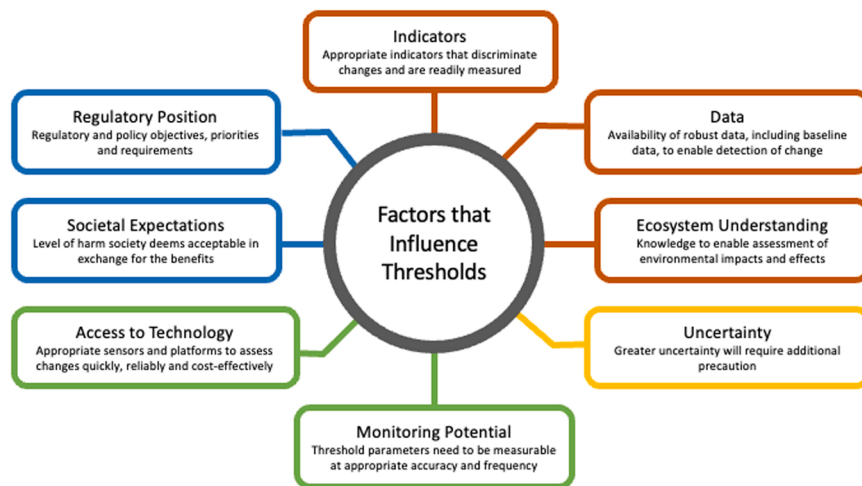 Indicators
Appropriate indicators that discriminate
changes and are readily measured
Regulatory Position
Regulatory and policy objectives, priorities
and requirements
Data
Availability of robust data, including baseline
data, to enable detection of change
Societal Expectations
Level of harm society deems acceptable in
exchange for the benefits
Factors that
Influence
Thresholds
Ecosystem Understanding
Knowledge to enable assessment of
environmental impacts and effects
Access to Technology
Appropriate sensors and platforms to assess
changes quickly, reliably and cost-effectively
Uncertainty
Greater uncertainty will require additional
precaution
Monitoring Potential
Threshold parameters need to be measurable
at appropriate accuracy and frequency